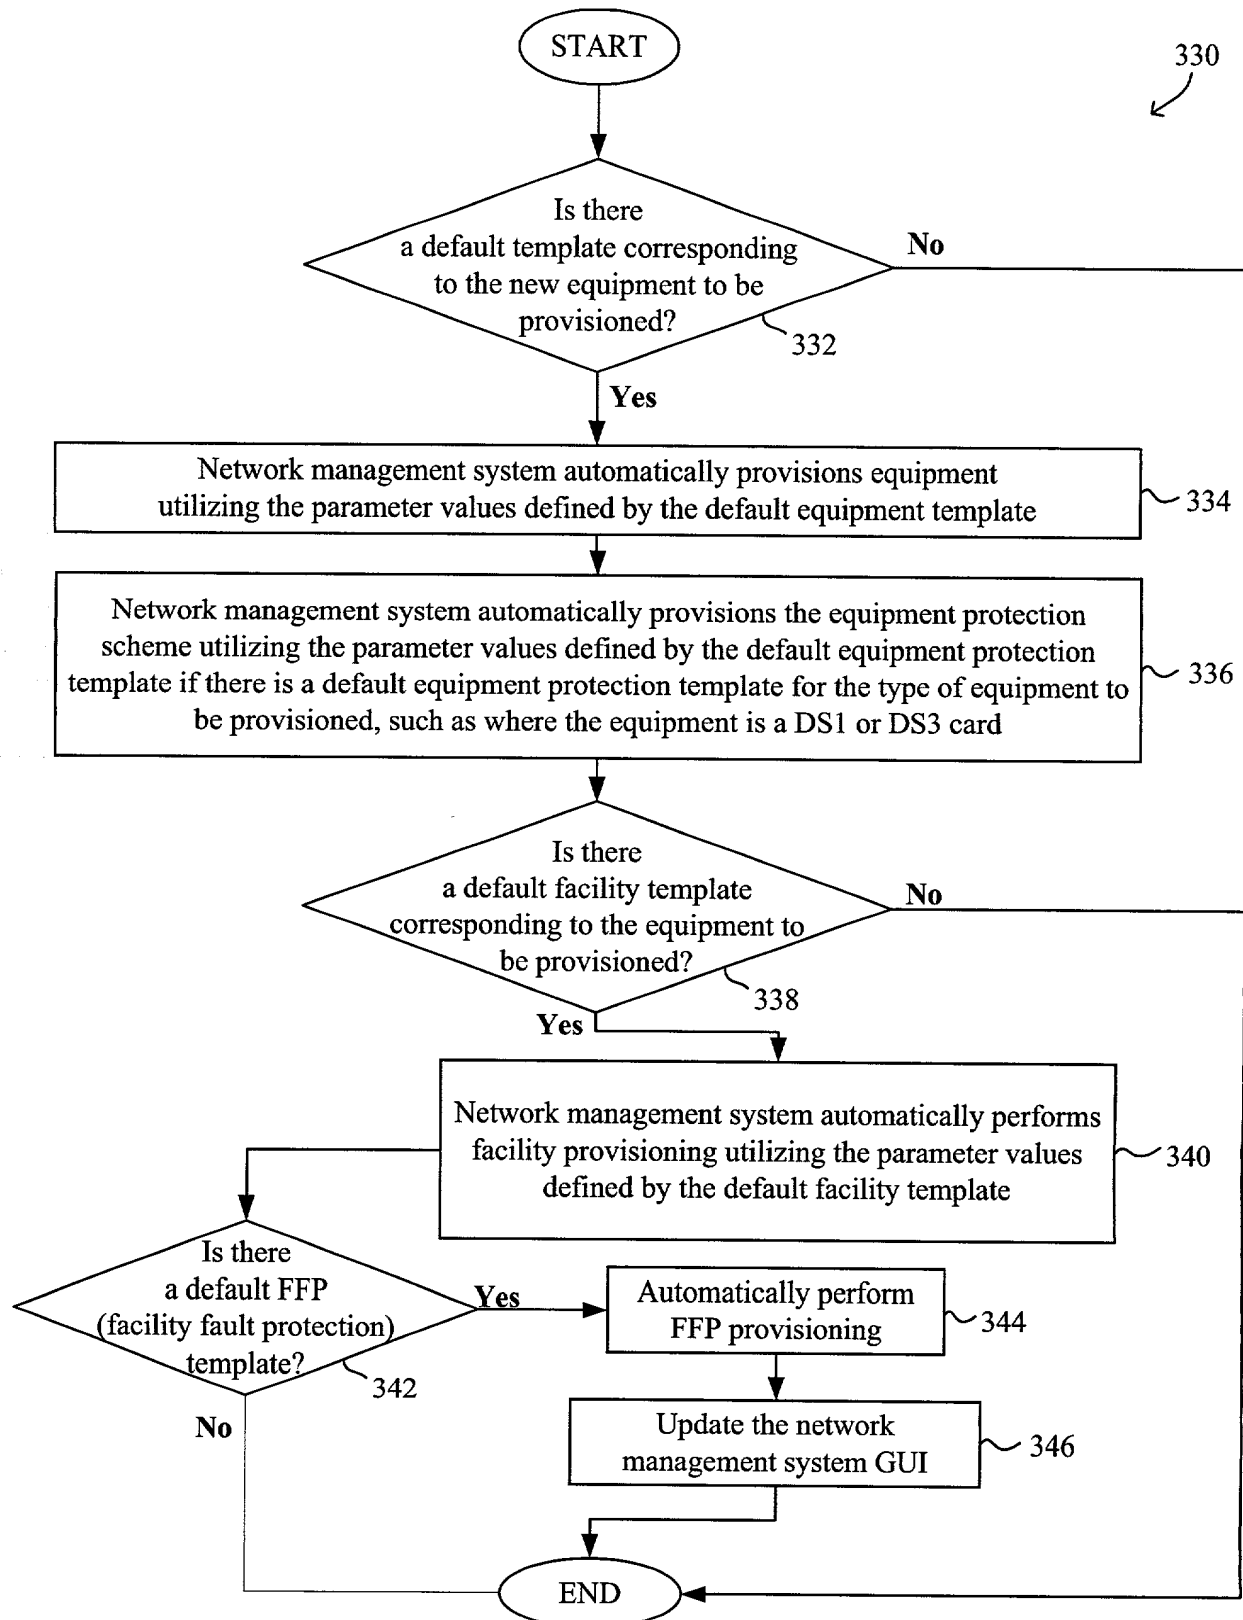 START
330
Is there
a default template corresponding
to the new equipment to be
provisioned?
No
332
Yes
Network management system automatically provisions equipment
utilizing the parameter values defined by the default equipment template
334
Network management system automatically provisions the equipment protection
scheme utilizing the parameter values defined by the default equipment protection
template if there is a default equipment protection template for the type of equipment to
be provisioned, such as where the equipment is a DS1 or DS3 card
336
Is there
a default facility template
corresponding to the equipment to
be provisioned?
No
338
Yes
Network management system automatically performs
facility provisioning utilizing the parameter values
defined by the default facility template
340
Is there
a default FFP
(facility fault protection)
template?
Yes
342
No
Automatically perform
FFP provisioning
344
Update the network
management system GUI
346
END